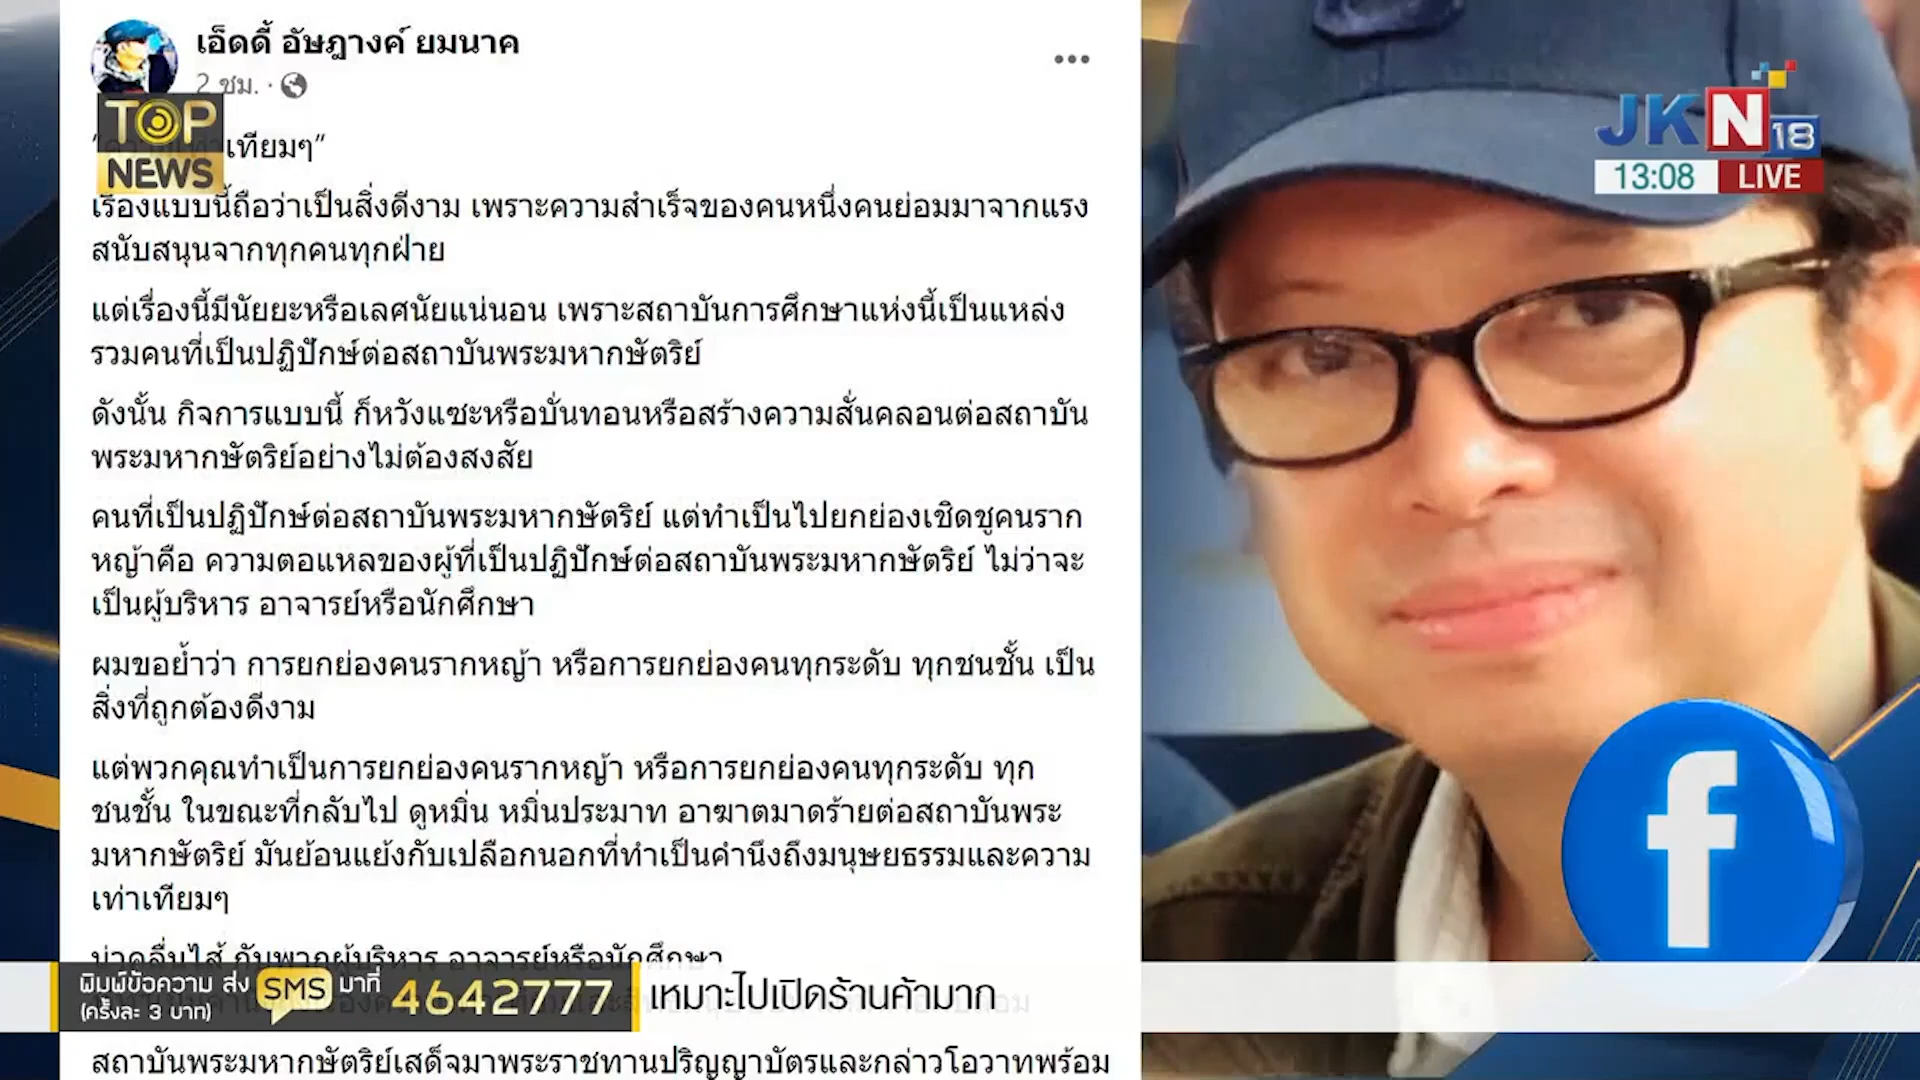 เอ็ดดี้ อัษฎางค์ ยมนาค
2 ชม.
TOP
NEWS
เท่าเทียมๆ”
เรื่องแบบนี้ถือว่าเป็นสิ่งดีงาม เพราะความสำเร็จของคนหนึ่งคนย่อมมาจากแรง
สนับสนุนจากทุกคนทุกฝ่าย
แต่เรื่องนี้มีนัยยะหรือเลศนัยแน่นอน เพราะสถาบันการศึกษาแห่งนี้เป็นแหล่ง
รวมคนที่เป็นปฏิปักษ์ต่อสถาบันพระมหากษัตริย์
ดังนั้น กิจการแบบนี้ ก็หวังแซะหรือบั่นทอนหรือสร้างความสั่นคลอนต่อสถาบัน
พระมหากษัตริย์อย่างไม่ต้องสงสัย
คนที่เป็นปฏิปักษ์ต่อสถาบันพระมหากษัตริย์ แต่ทำเป็นไปยกย่องเชิดชูคนราก
หญ้าคือ ความตอแหลของผู้ที่เป็นปฏิปักษ์ต่อสถาบันพระมหากษัตริย์ ไม่ว่าจะ
เป็นผู้บริหาร อาจารย์หรือนักศึกษา
ผมขอย้ำว่า การยกย่องคนรากหญ้า หรือการยกย่องคนทุกระดับ ทุกชนชั้น เป็น
สิ่งที่ถูกต้องดีงาม
แต่พวกคุณทำเป็นการยกย่องคนรากหญ้า หรือการยกย่องคนทุกระดับ ทุก
ชนชั้น ในขณะที่กลับไป ดูหมิ่น หมิ่นประมาท อาฆาตมาดร้ายต่อสถาบันพระ
มหากษัตริย์ มันย้อนแย้งกับเปลือกนอกที่ทำเป็นคำนึงถึงมนุษยธรรมและความ
เท่าเทียมๆ
น่าคลื่นไส้ กับพวกผู้บริหาร อาจารย์หรือนักศึกษา
พิมพ์ข้อความ ส่ง SMS มาที่ 4642777
(ครั้งละ 3 บาท)
เหมาะไปเปิดร้านค้ามาก
สถาบันพระมหากษัตริย์เสด็จมาพระราชทานปริญญาบัตรและกล่าวโอวาทพร้อม
JKN18
13:08 LIVE
f